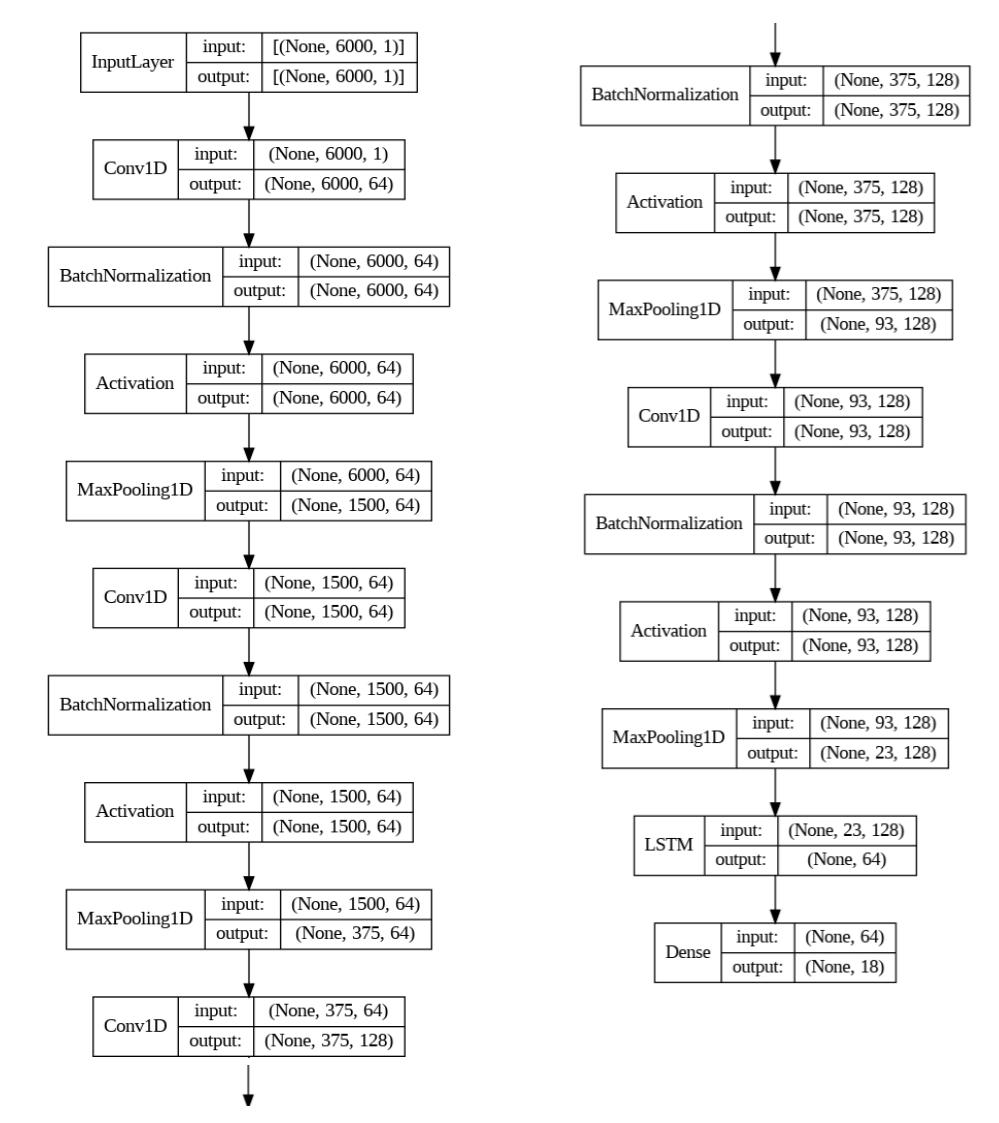 InputLayer
input: [(None, 6000, 1)]
output: [(None, 6000, 1)]
Conv1D
input: (None, 6000, 1)
output: (None, 6000, 64)
BatchNormalization
input: (None, 6000, 64)
output: (None, 6000, 64)
Activation
input: (None, 6000, 64)
output: (None, 6000, 64)
MaxPooling1D
input: (None, 6000, 64)
output: (None, 1500, 64)
Conv1D
input: (None, 1500, 64)
output: (None, 1500, 64)
BatchNormalization
input: (None, 1500, 64)
output: (None, 1500, 64)
Activation
input: (None, 1500, 64)
output: (None, 1500, 64)
MaxPooling1D
input: (None, 1500, 64)
output: (None, 375, 64)
Conv1D
input: (None, 375, 64)
output: (None, 375, 128)
BatchNormalization
input: (None, 375, 128)
output: (None, 375, 128)
Activation
input: (None, 375, 128)
output: (None, 375, 128)
MaxPooling1D
input: (None, 375, 128)
output: (None, 93, 128)
Conv1D
input: (None, 93, 128)
output: (None, 93, 128)
BatchNormalization
input: (None, 93, 128)
output: (None, 93, 128)
Activation
input: (None, 93, 128)
output: (None, 93, 128)
MaxPooling1D
input: (None, 93, 128)
output: (None, 23, 128)
LSTM
input: (None, 23, 128)
output: (None, 64)
Dense
input: (None, 64)
output: (None, 18)